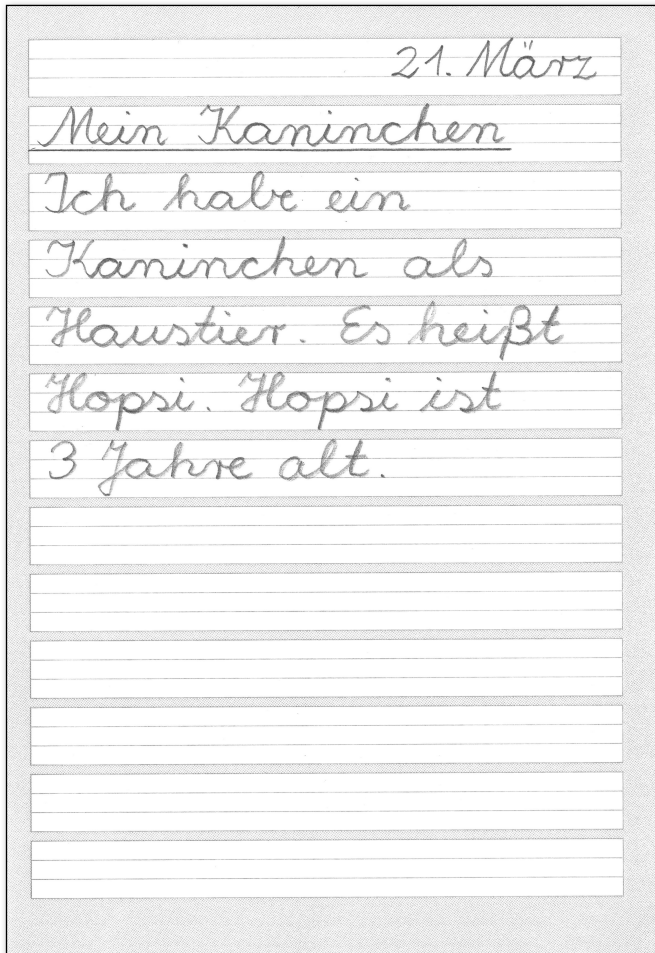 21. März
Mein Kaninchen
Ich habe ein
Kaninchen als
Haustier. Es heißt
Hopsi. Hopsi ist
3 Jahre alt.